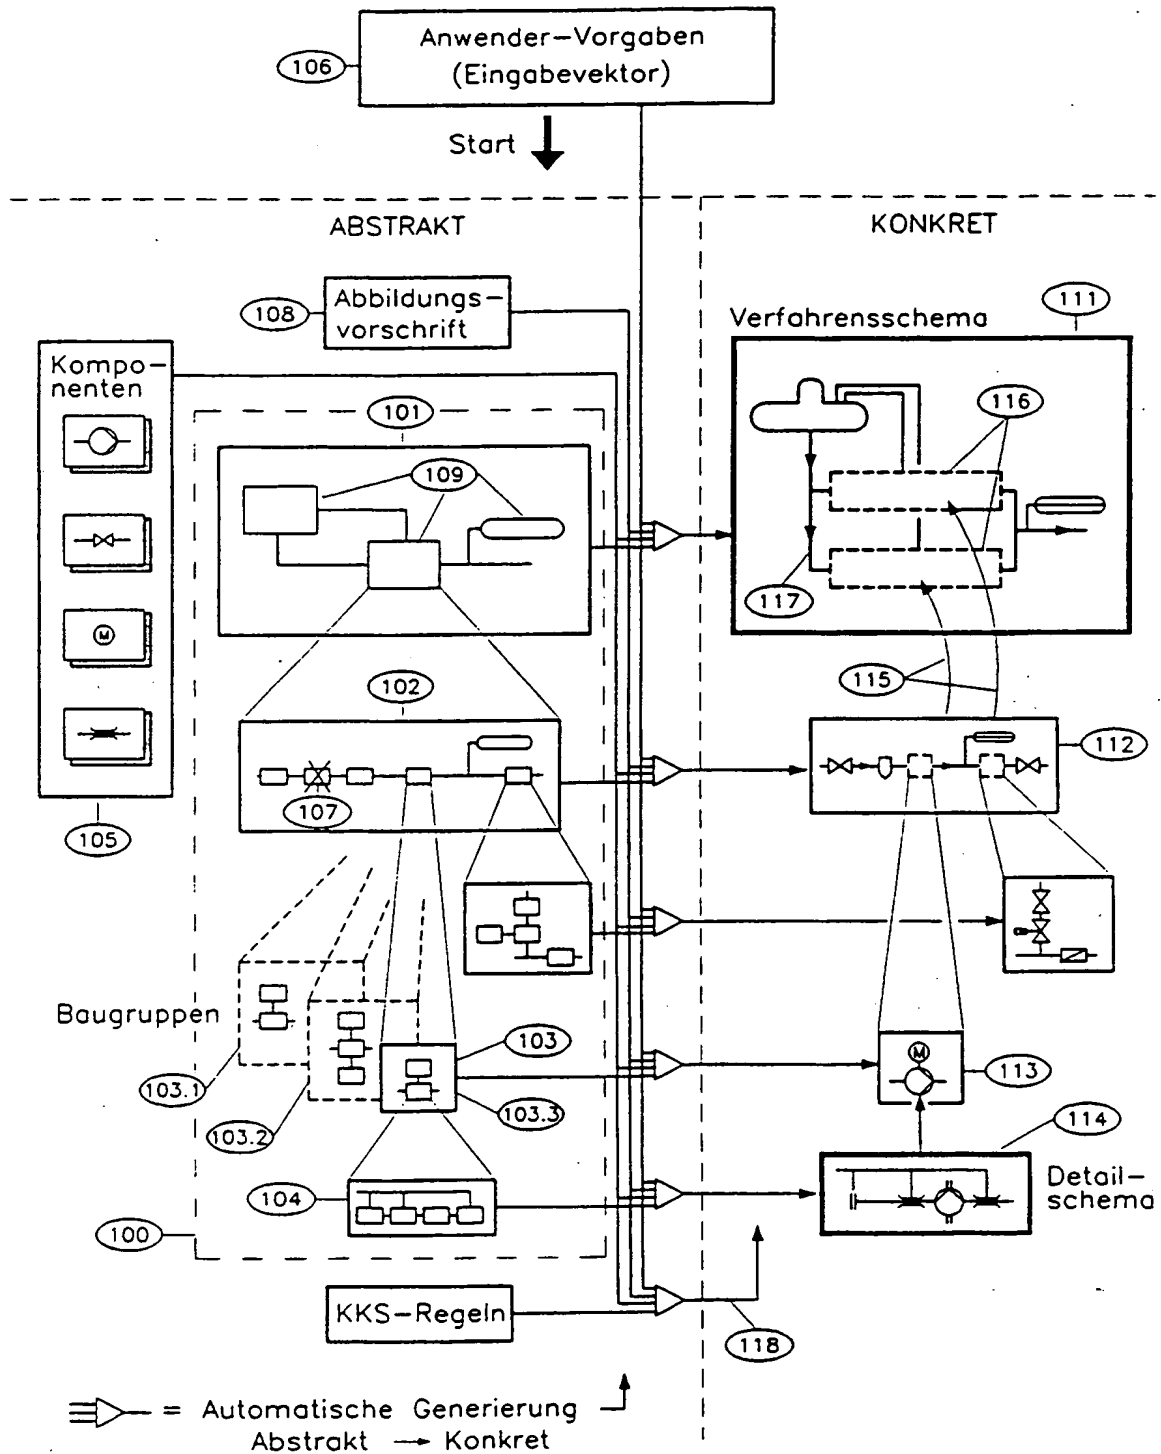 Anwender-Vorgaben
(Eingabevektor)
106
Start
ABSTRAKT
KONKRET
108
Abbildungs-
vorschrift
111
Verfahrensschema
Kompo-
nenten
101
116
109
M
117
102
115
112
107
105
Baugruppen
103
M
113
103.1
103.3
103.2
114
104
Detail-
schema
100
KKS-Regeln
118
= Automatische Generierung
Abstrakt → Konkret